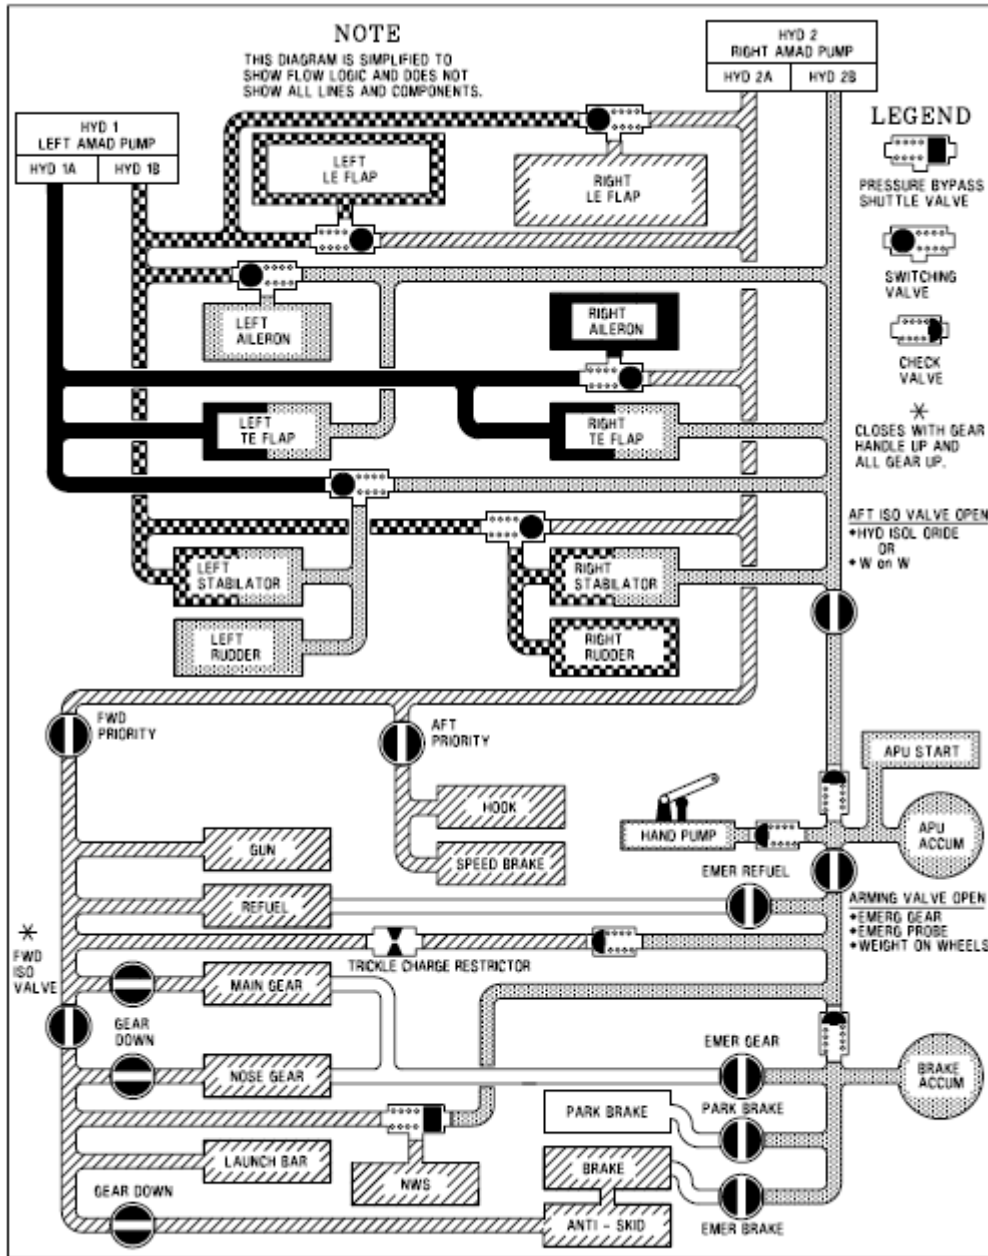 NOTE
THIS DIAGRAM IS SIMPLIFIED TO
SHOW FLOW LOGIC AND DOES NOT
SHOW ALL LINES AND COMPONENTS.
HYD 2
RIGHT AMAD PUMP
HYD 2A
HYD 2B
HYD 1
LEFT AMAD PUMP
HYD 1A
HYD 1B
LEFT
LE FLAP
RIGHT
LE FLAP
LEGEND
PRESSURE BYPASS
SHUTTLE VALVE
SWITCHING
VALVE
CHECK
VALVE
*
CLOSES WITH GEAR
HANDLE UP AND
ALL GEAR UP.
LEFT
AILERON
RIGHT
AILERON
LEFT
TE FLAP
RIGHT
TE FLAP
AFT ISO VALVE OPEN
•HYD ISOL ORIDE
OR
•W on W
LEFT
STABILATOR
RIGHT
STABILATOR
LEFT
RUDDER
RIGHT
RUDDER
FWD
PRIORITY
AFT
PRIORITY
APU START
HOOK
HAND PUMP
APU
ACCUM
GUN
SPEED BRAKE
EMER REFUEL
REFUEL
ARMING VALVE OPEN
•EMERG GEAR
•EMERG PROBE
•WEIGHT ON WHEELS
*
FWD
ISO
VALVE
TRICKLE CHARGE RESTRICTOR
MAIN GEAR
GEAR
DOWN
EMER GEAR
NOSE GEAR
BRAKE
ACCUM
PARK BRAKE
PARK BRAKE
LAUNCH BAR
NWS
BRAKE
GEAR DOWN
ANTI - SKID
EMER BRAKE